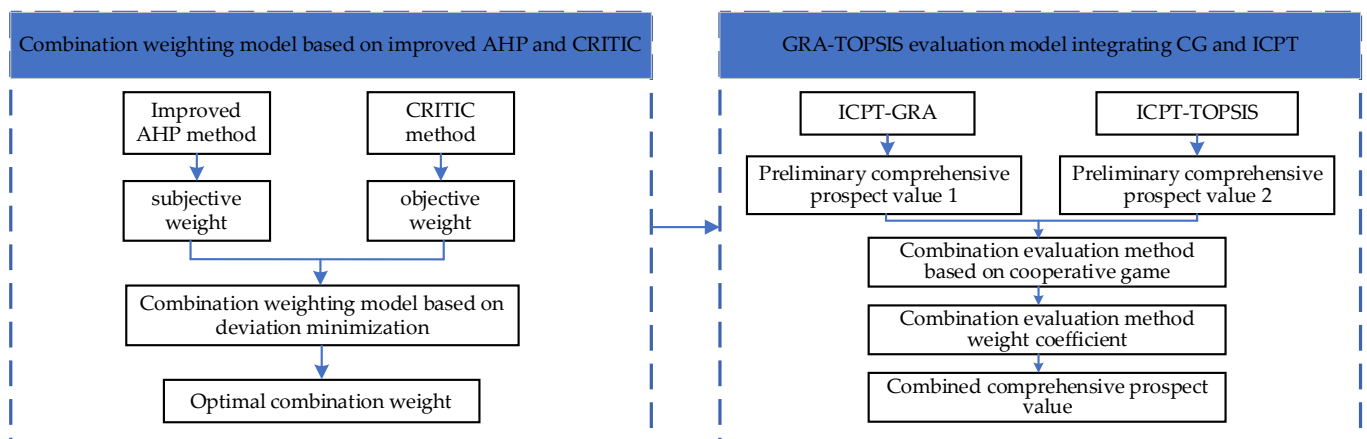 Combination weighting model based on improved AHP and CRITIC
Improved
AHP method
CRITIC
method
subjective
weight
objective
weight
Combination weighting model based on
deviation minimization
Optimal combination weight
GRA-TOPSIS evaluation model integrating CG and ICPT
ICPT-GRA
ICPT-TOPSIS
Preliminary comprehensive
prospect value 1
Preliminary comprehensive
prospect value 2
Combination evaluation method
based on cooperative game
Combination evaluation method
weight coefficient
Combined comprehensive prospect
value